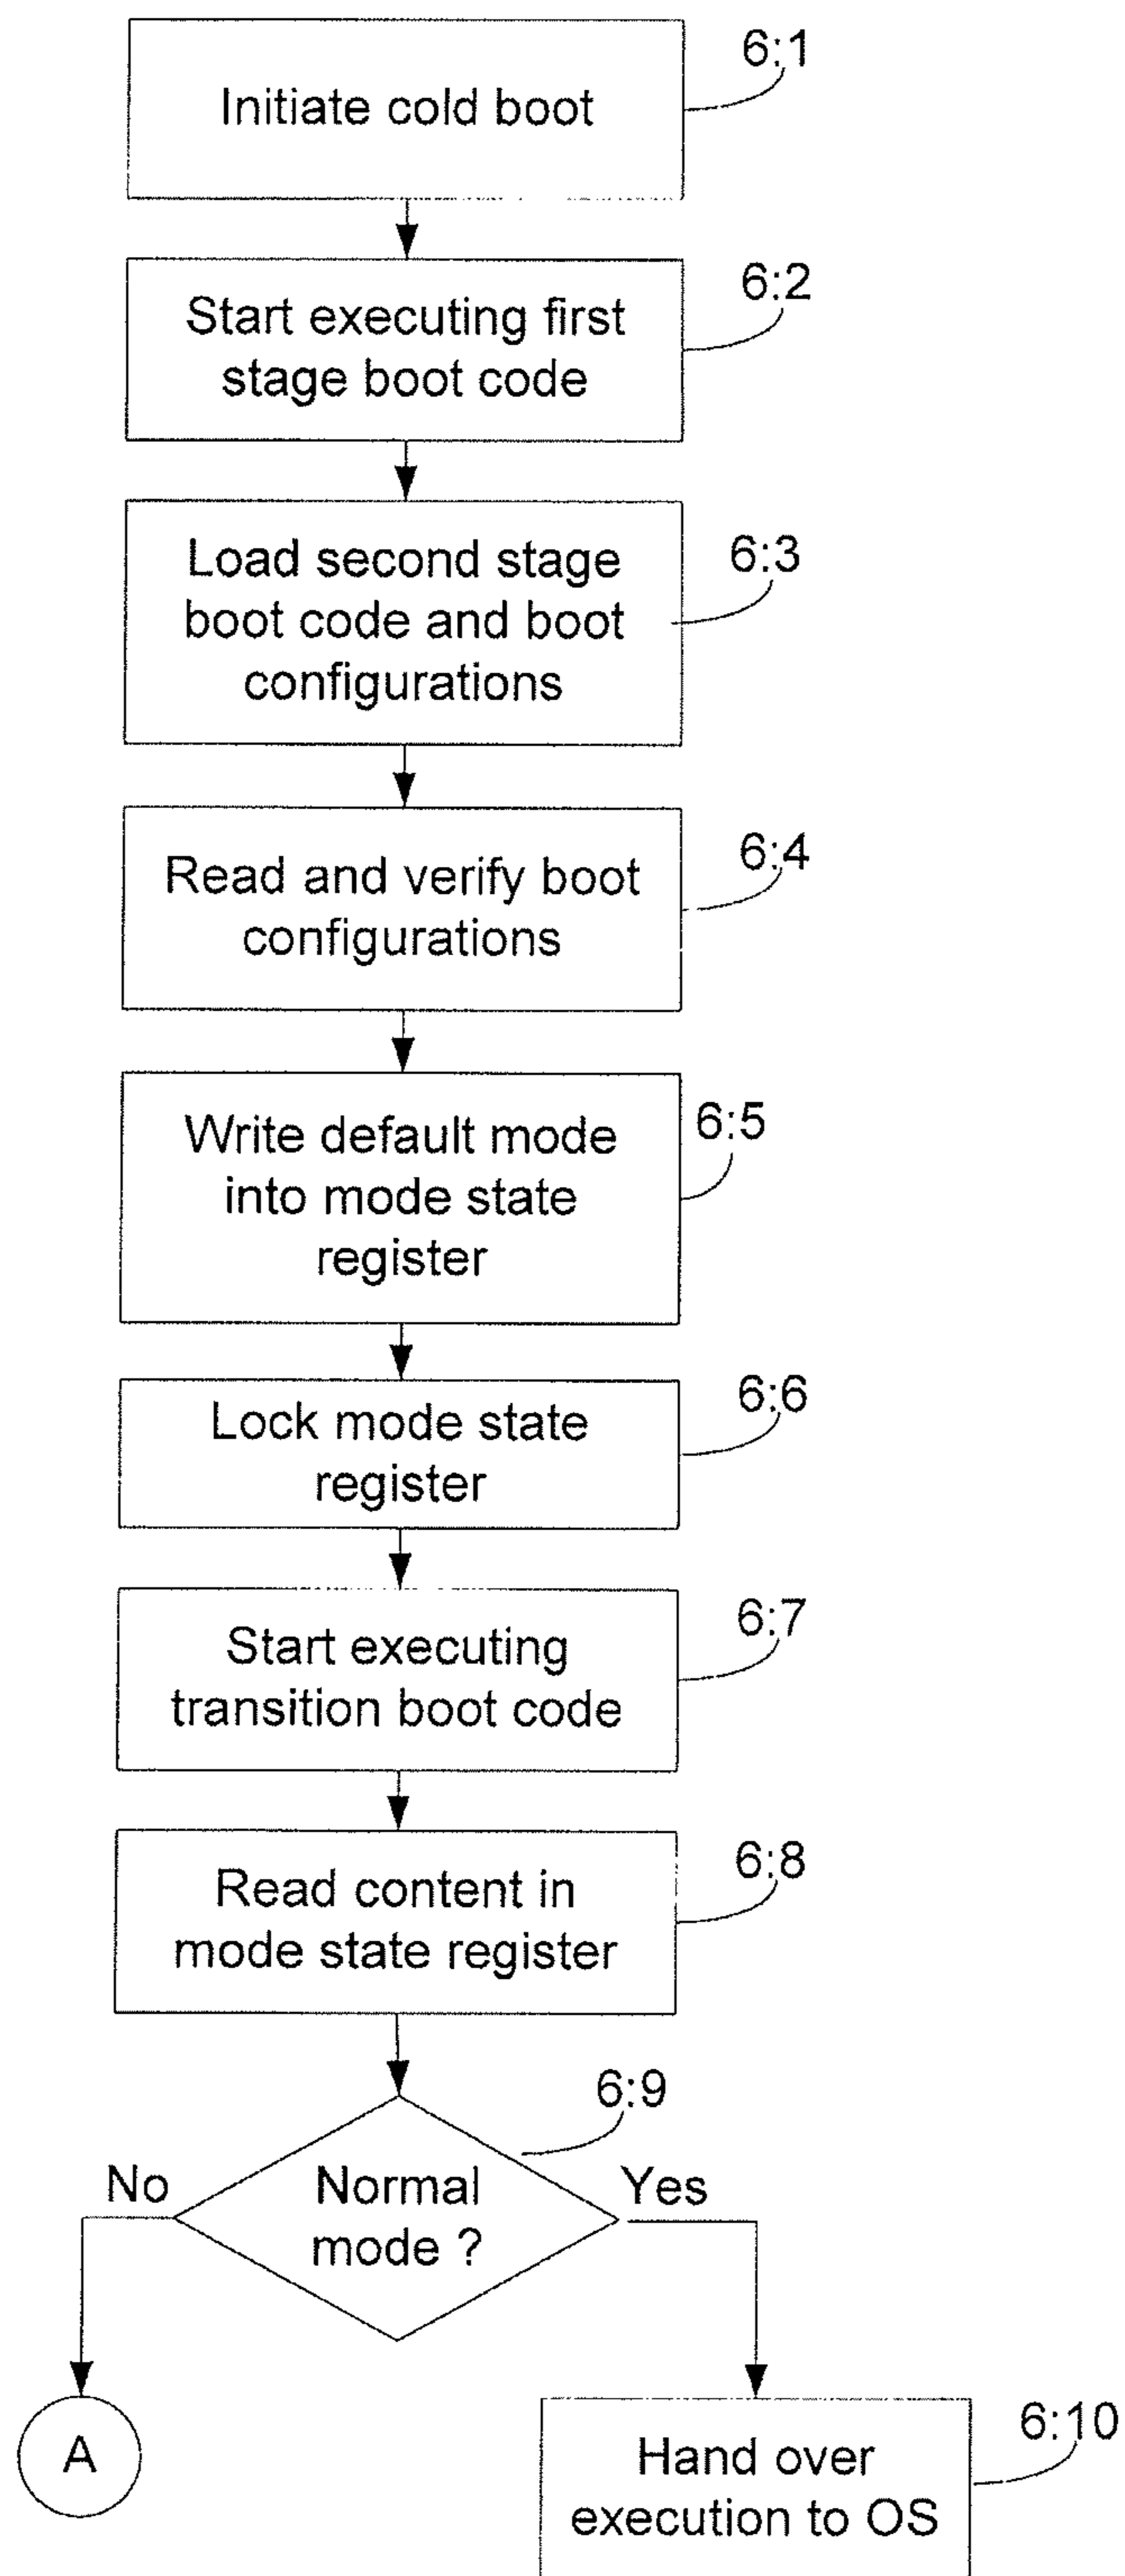 6:1
Initiate cold boot
6:2
Start executing first
stage boot code
6:3
Load second stage
boot code and boot
configurations
6:4
Read and verify boot
configurations
6:5
Write default mode
into mode state
register
6:6
Lock mode state
register
6:7
Start executing
transition boot code
6:8
Read content in
mode state register
6:9
No
Normal
mode ?
Yes
A
6:10
Hand over
execution to OS